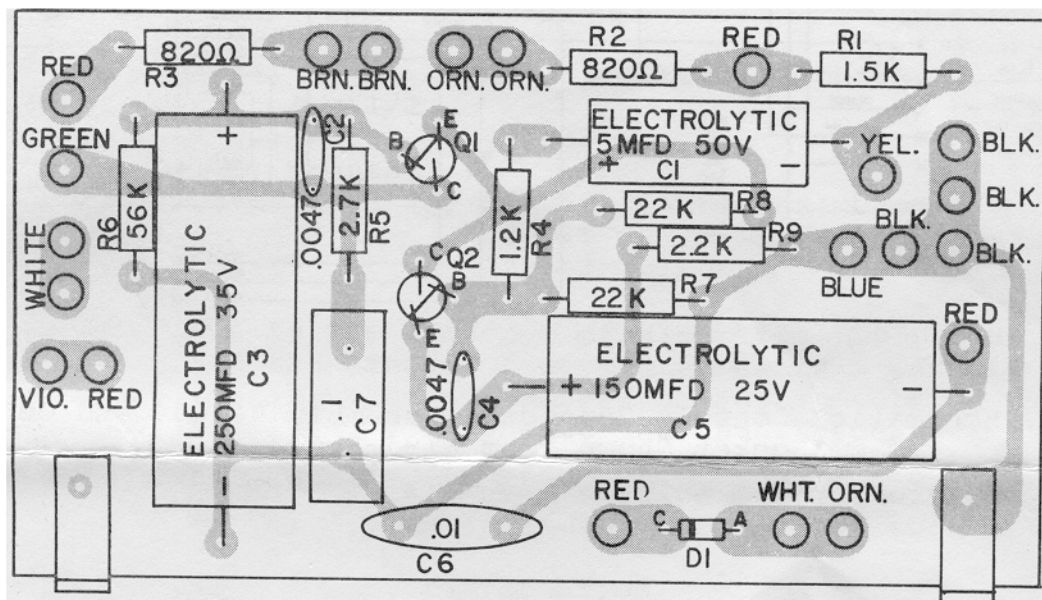 820Ω
R3
BRN. BRN. ORN. ORN.
R2
820Ω
RED
R1
1.5K
RED
GREEN
WHITE
VIO. RED
R6
56K
+
ELECTROLYTIC
250MFD 35V
C3
−
C2
.0047
2.7K
R5
E
B
Q1
C
C
Q2
B
E
1.2K
R4
ELECTROLYTIC
5MFD 50V
+ C1 −
YEL.
BLK.
BLK.
BLK.
BLK.
BLUE
22K
R8
2.2K
R9
22K
R7
RED
ELECTROLYTIC
+ 150MFD 25V −
C5
.1
C7
.0047
C4
.01
C6
RED
C
A
D1
WHT. ORN.